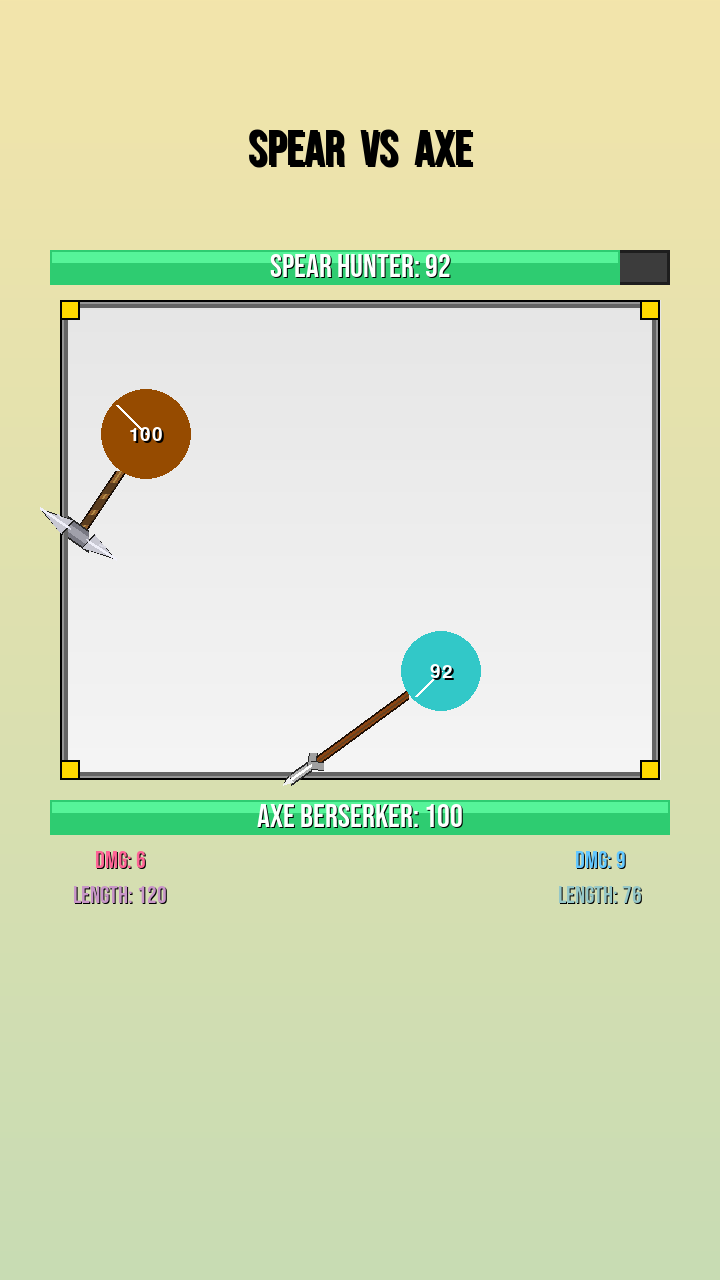 SPEAR VS AXE
SPEAR HUNTER: 92
100
92
AXE BERSERKER: 100
DMG: 6
DMG: 9
LENGTH: 120
LENGTH: 76